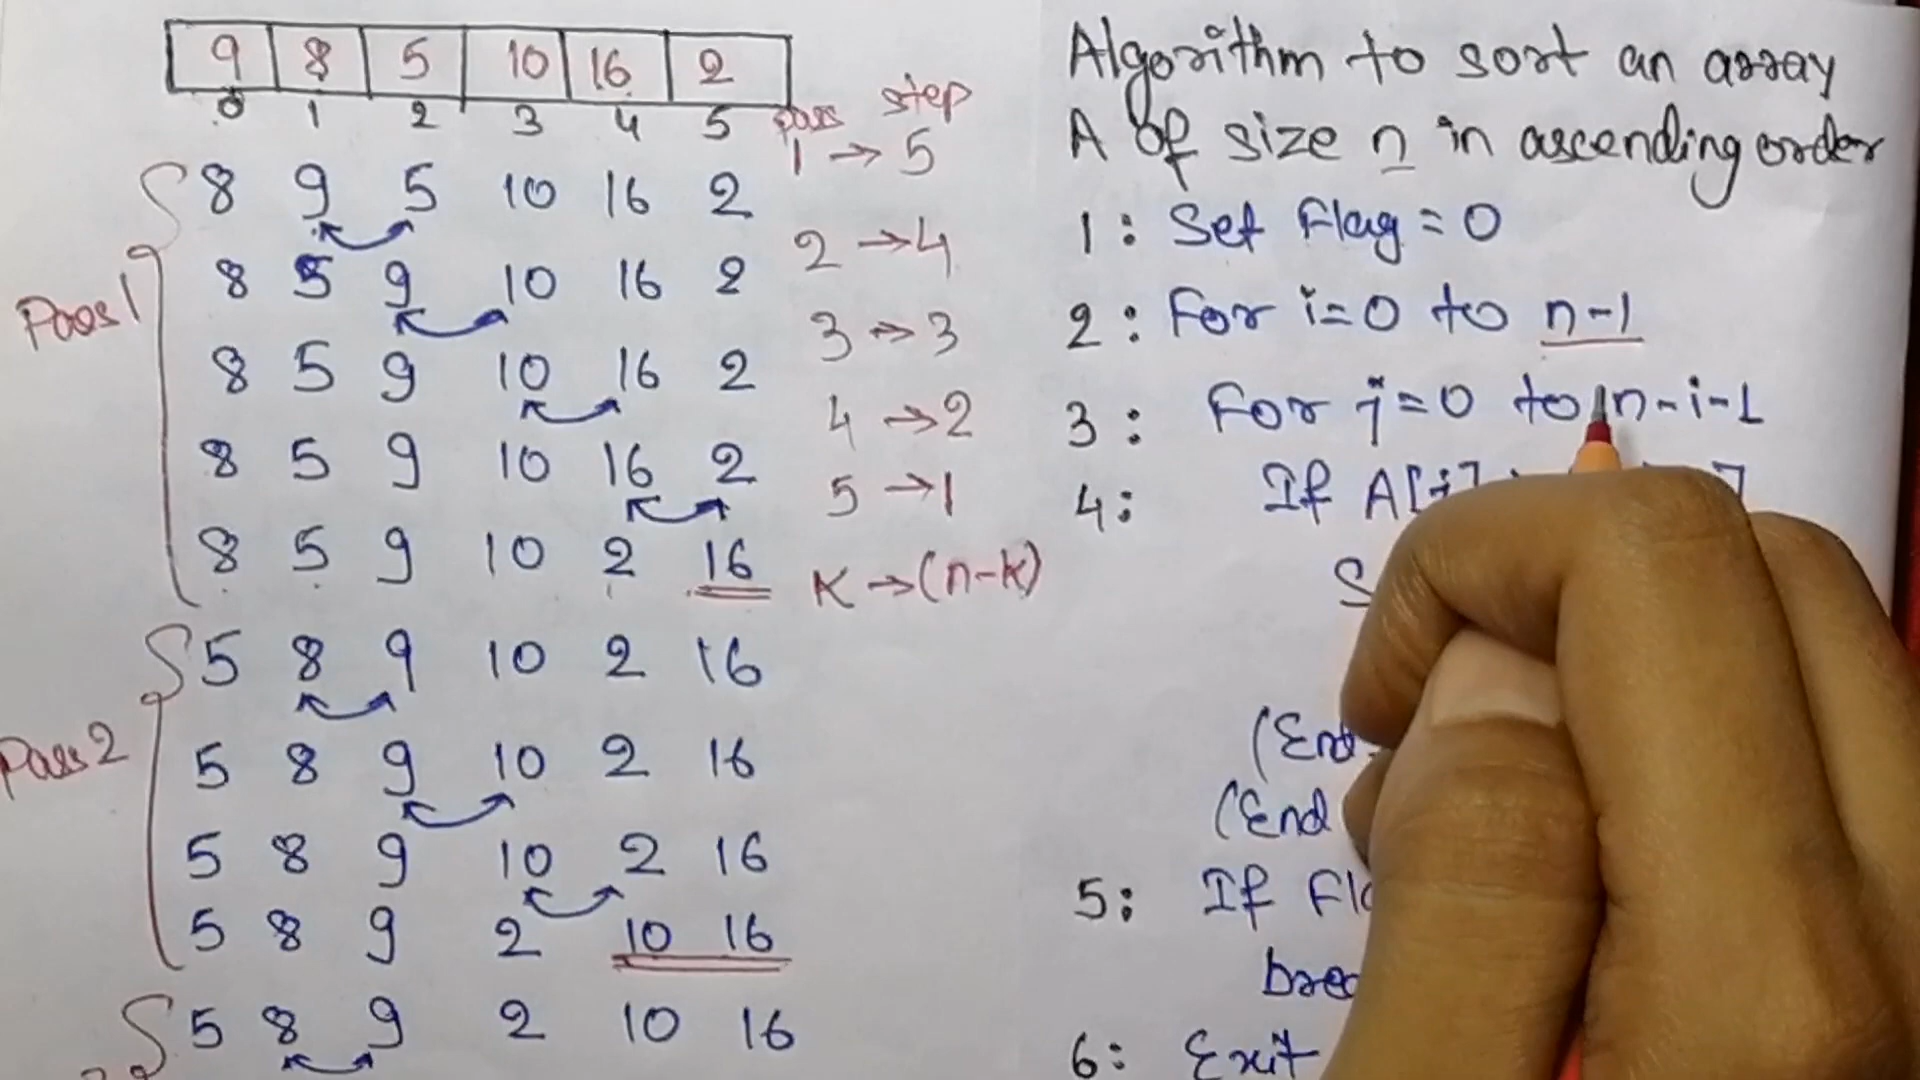 9 8 5 10 16 2
0 1 2 3 4 5
8 9 5 10 16 2
8 5 9 10 16 2
8 5 9 10 16 2
8 5 9 10 16 2
8 5 9 10 2 16
Pass1
5 8 9 10 2 16
5 8 9 10 2 16
5 8 9 10 2 16
5 8 9 2 10 16
Pass2
5 8 9 2 10 16
Pass step
1 → 5
2 → 4
3 → 3
4 → 2
5 → 1
K → (n-k)
Algorithm to sort an array
A of size n in ascending order
1: Set Flag = 0
2: For i=0 to n-1
3: For j=0 to n-i-1
4: If A[j]
(End
(End
5: If
6: Exit